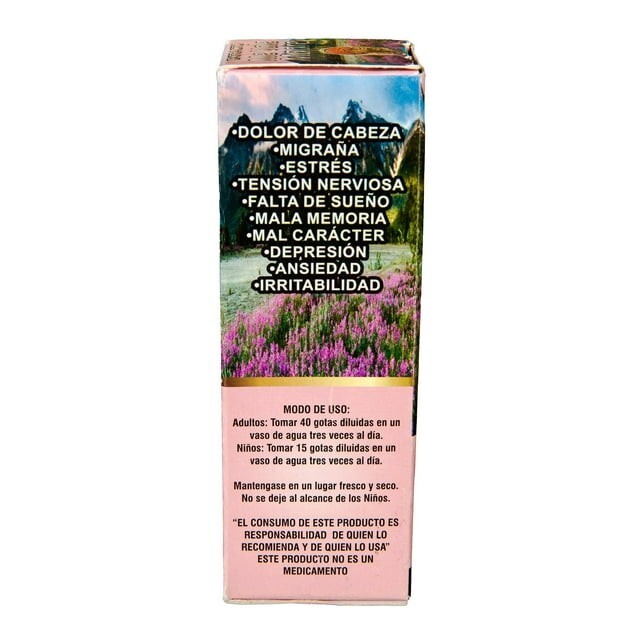 •DOLOR DE CABEZA
•MIGRAÑA
•ESTRÉS
•TENSIÓN NERVIOSA
•FALTA DE SUEÑO
•MALA MEMORIA
•MAL CARÁCTER
•DEPRESIÓN
•ANSIEDAD
•IRRITABILIDAD
MODO DE USO:
Adultos: Tomar 40 gotas diluidas en un
vaso de agua tres veces al día.
Niños: Tomar 15 gotas diluidas en un
vaso de agua tres veces al día.
Mantengase en un lugar fresco y seco.
No se deje al alcance de los Niños.
“EL CONSUMO DE ESTE PRODUCTO ES
RESPONSABILIDAD DE QUIEN LO
RECOMIENDA Y DE QUIEN LO USA”
ESTE PRODUCTO NO ES UN
MEDICAMENTO